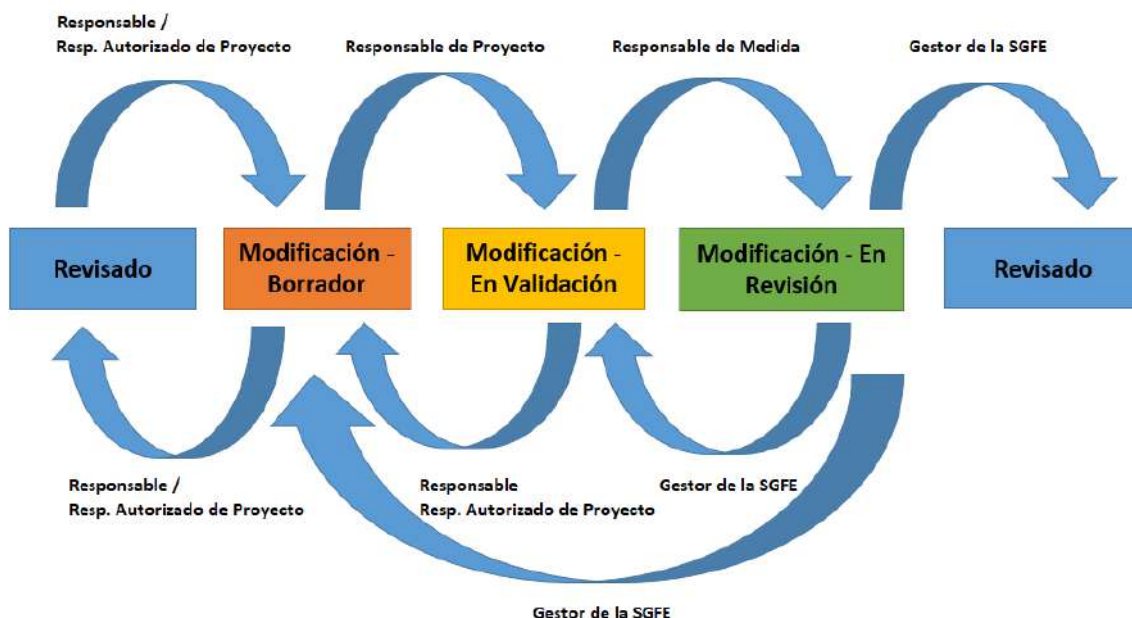 Responsable /
Resp. Autorizado de Proyecto
Responsable de Proyecto
Responsable de Medida
Gestor de la SGFE
Revisado
Modificación -
Borrador
Modificación -
En Validación
Modificación - En
Revisión
Revisado
Responsable /
Resp. Autorizado de Proyecto
Responsable
Resp. Autorizado de Proyecto
Gestor de la SGFE
Gestor de la SGFE